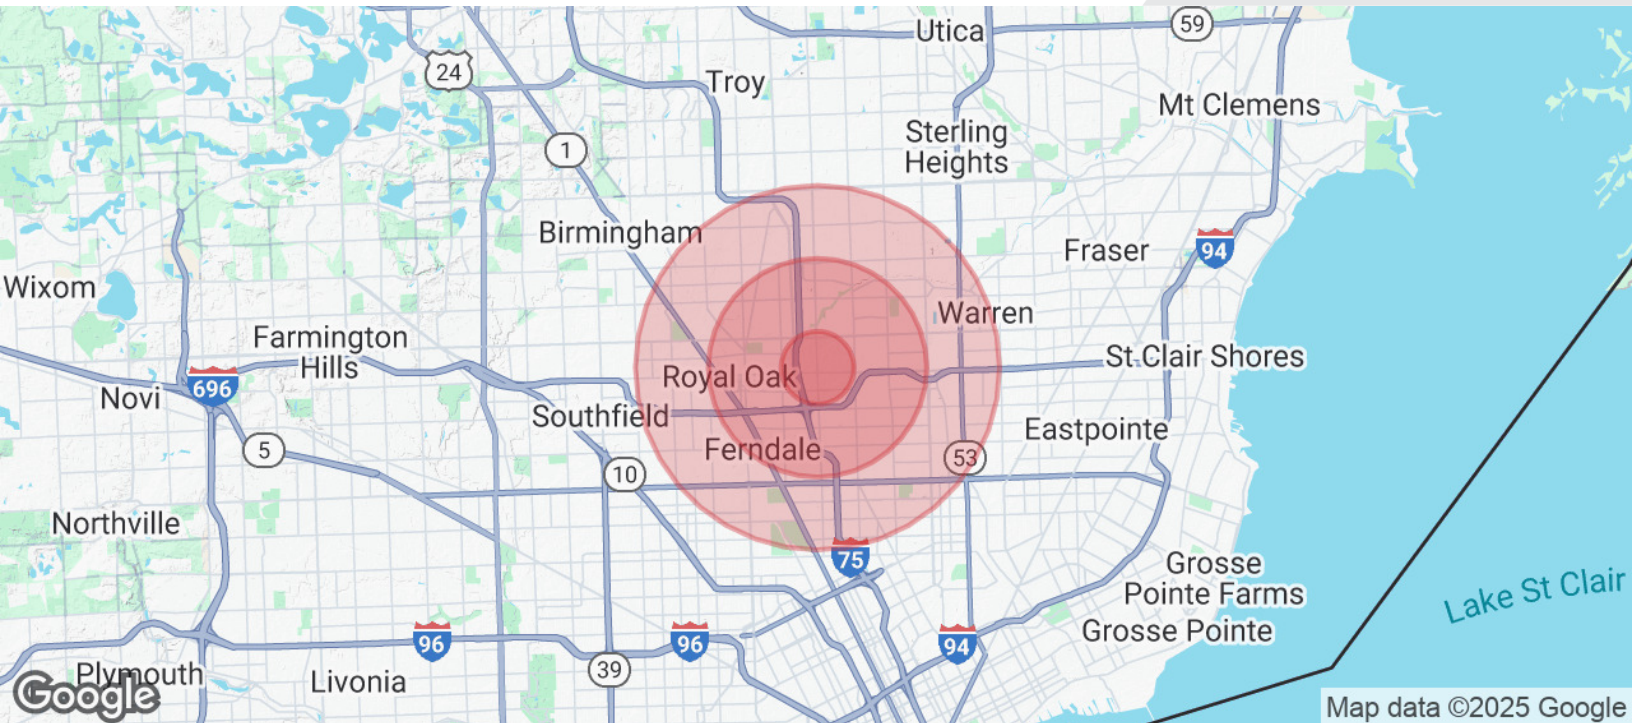 Utica
59
24
Troy
Mt Clemens
Sterling
Heights
1
Birmingham
Fraser
94
Wixom
Warren
Farmington
Hills
St Clair Shores
696
Royal Oak
Novi
Southfield
Eastpointe
5
Ferndale
53
10
Northville
75
Grosse
Pointe Farms
Lake St Clair
Grosse Pointe
96
96
94
39
Plymouth
Livonia
Google
Map data ©2025 Google